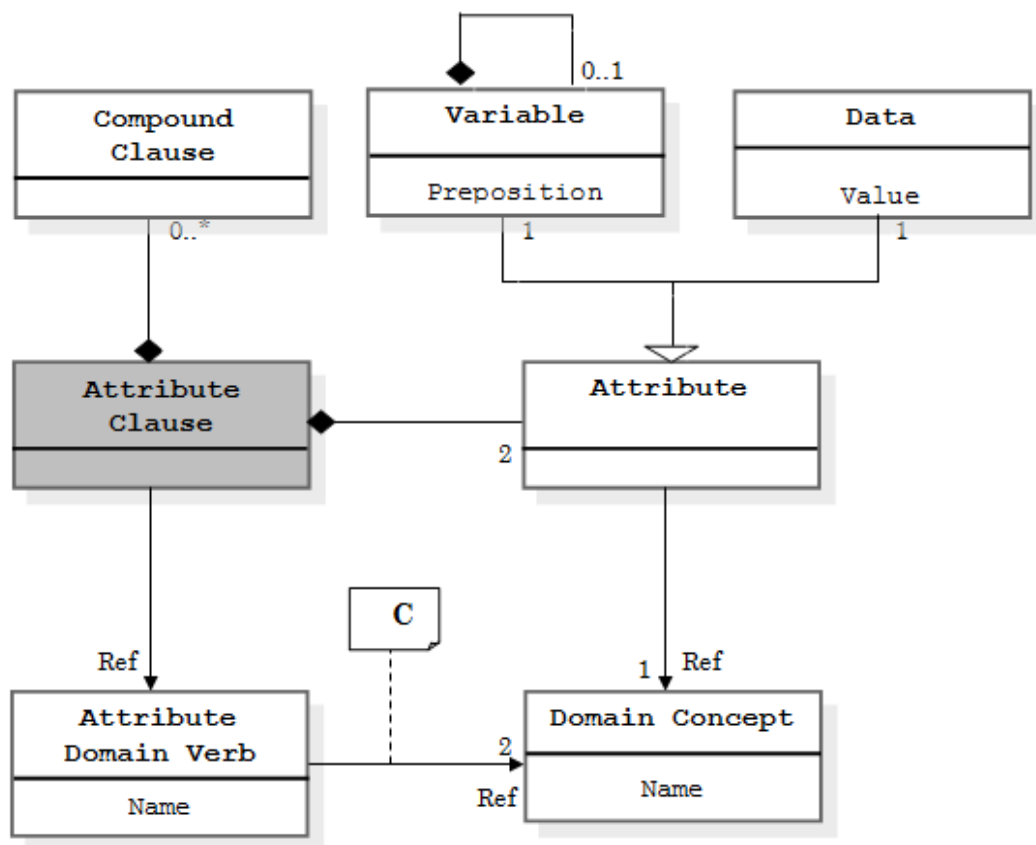 0..1
Compound
Clause
Variable
Preposition
Data
Value
0..*
1
1
Attribute
Clause
Attribute
2
C
Ref
1
Ref
Attribute
Domain Verb
Name
2
Ref
Domain Concept
Name